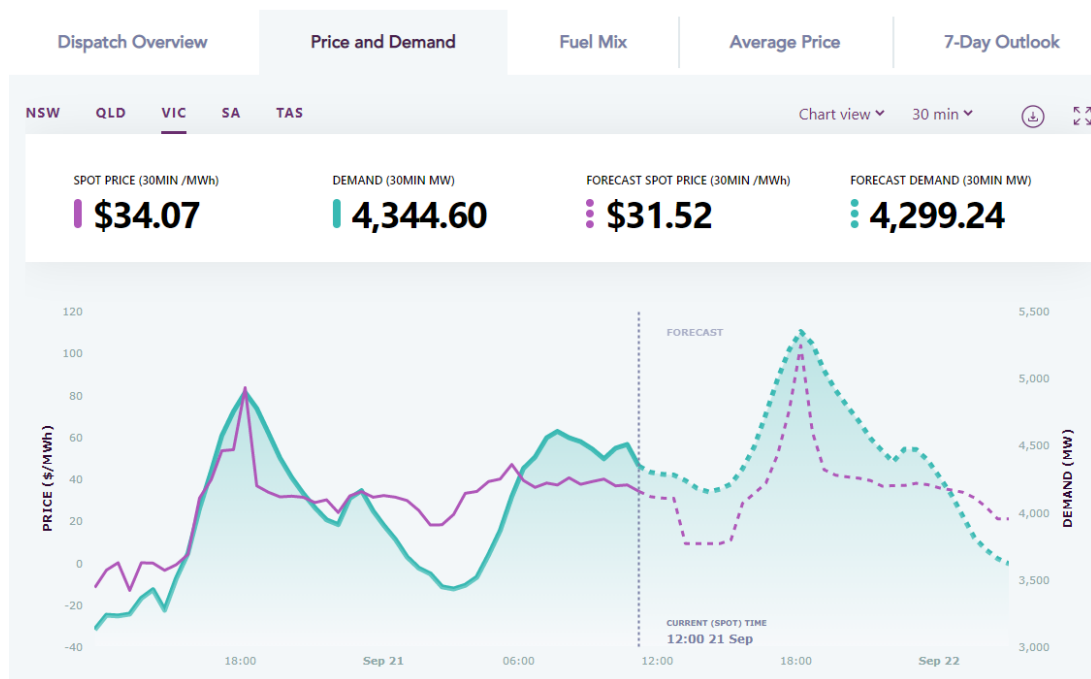 Dispatch Overview Price and Demand Fuel Mix Average Price 7-Day Outlook
NSW QLD VIC SA TAS Chart view 30 min
SPOT PRICE (30MIN /MWh) DEMAND (30MIN MW) FORECAST SPOT PRICE (30MIN /MWh) FORECAST DEMAND (30MIN MW)
$34.07 4,344.60 $31.52 4,299.24
120 5,500
FORECAST
100
5,000
80
60 4,500
40
20 4,000
0
3,500
-20
-40 3,000
PRICE ($/MWh)
DEMAND (MW)
CURRENT (SPOT) TIME
12:00 21 Sep
18:00 Sep 21 06:00 12:00 18:00 Sep 22